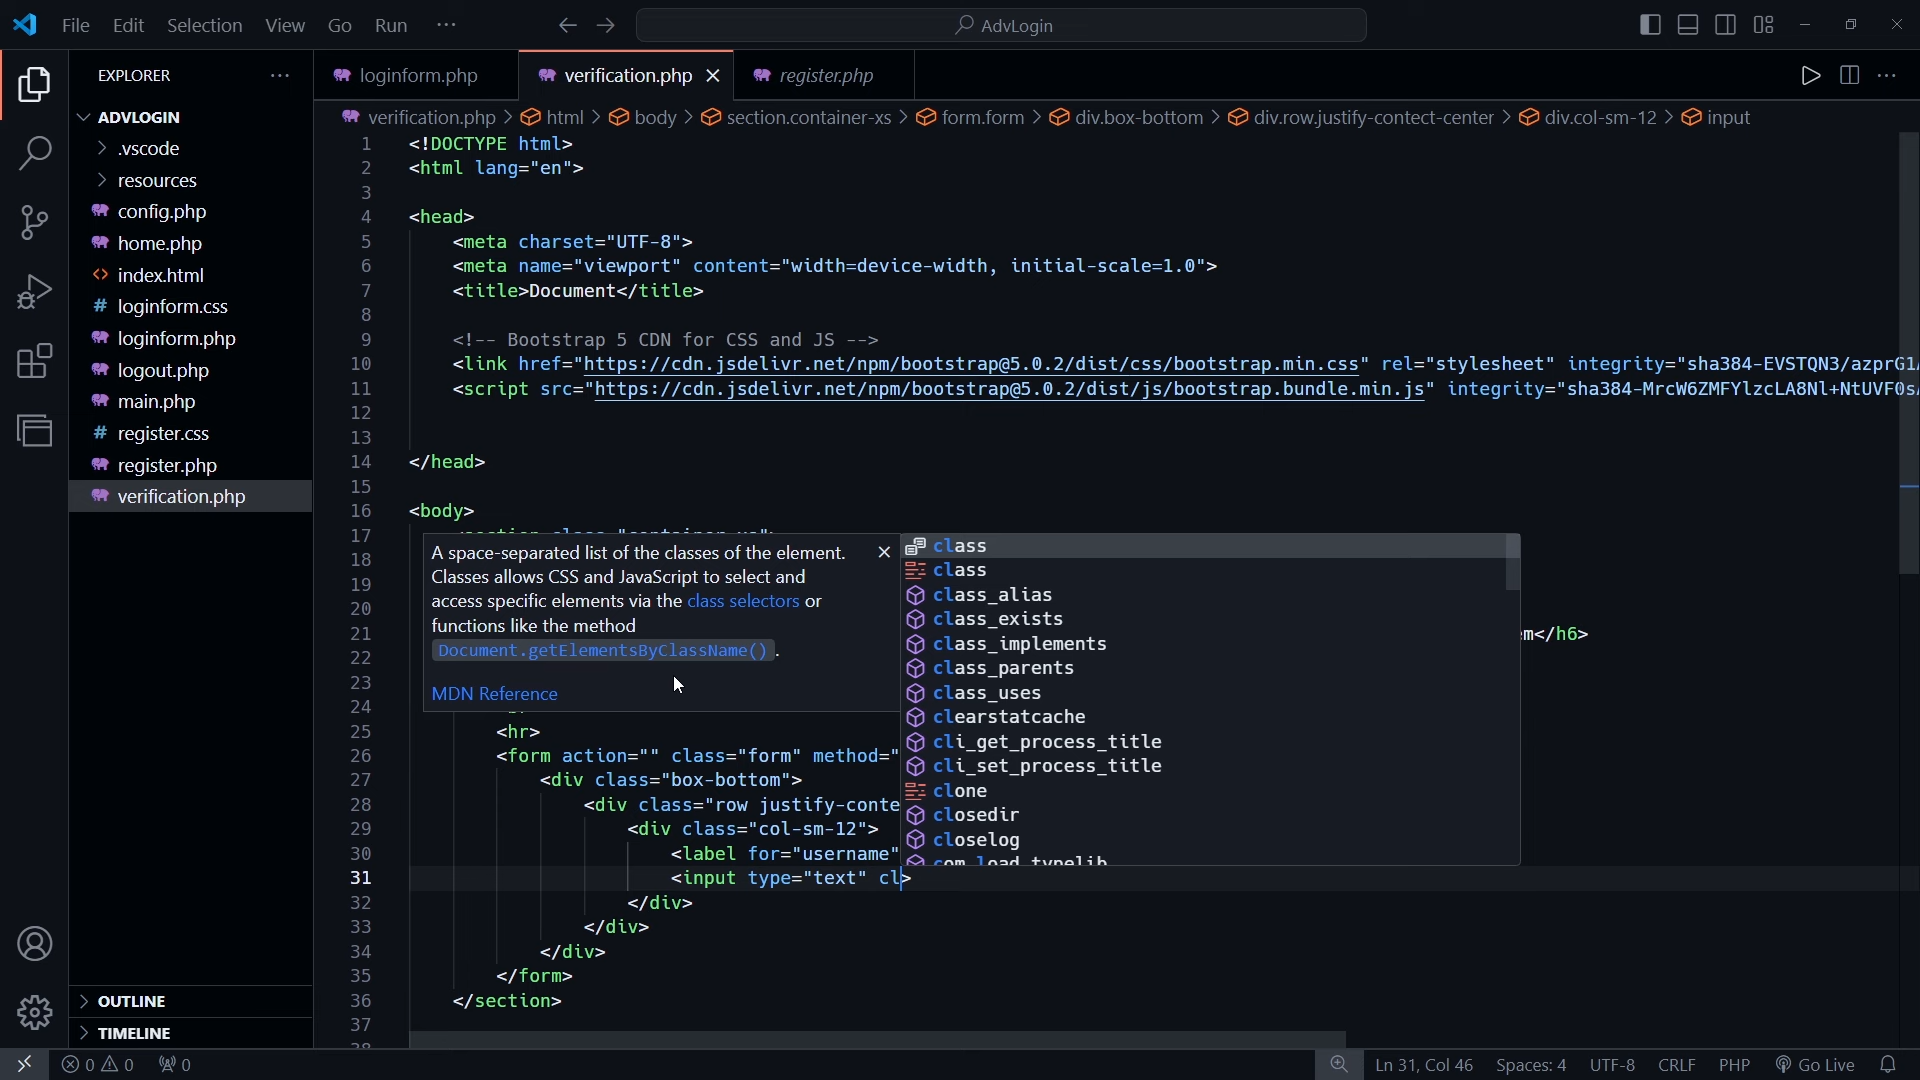 File Edit Selection View Go Run ··· AdvLogin
EXPLORER ···
ADVLOGIN
.vscode
resources
config.php
home.php
index.html
loginform.css
loginform.php
logout.php
main.php
register.css
register.php
verification.php
OUTLINE
TIMELINE
loginform.php verification.php register.php
verification.php > html > body > section.container-xs > form.form > div.box-bottom > div.row.justify-contect-center > div.col-sm-12 > input
1 <!DOCTYPE html>
2 <html lang="en">
3
4 <head>
5 <meta charset="UTF-8">
6 <meta name="viewport" content="width=device-width, initial-scale=1.0">
7 <title>Document</title>
8
9 <!-- Bootstrap 5 CDN for CSS and JS -->
10 <link href="https://cdn.jsdelivr.net/npm/bootstrap@5.0.2/dist/css/bootstrap.min.css" rel="stylesheet" integrity="sha384-EVSTQN3/azprG1
11 <script src="https://cdn.jsdelivr.net/npm/bootstrap@5.0.2/dist/js/bootstrap.bundle.min.js" integrity="sha384-MrcW6ZMFYlzcLA8Nl+NtUVF0s
12
13
14 </head>
15
16 <body>
17
18
19
20
21 m</h6>
22
23
24
25 <hr>
26 <form action="" class="form" method="
27 <div class="box-bottom">
28 <div class="row justify-conte
29 <div class="col-sm-12">
30 <label for="username"
31 <input type="text" cl>
32 </div>
33 </div>
34 </div>
35 </form>
36 </section>
37
A space-separated list of the classes of the element.
Classes allows CSS and JavaScript to select and
access specific elements via the class selectors or
functions like the method
Document.getElementsByClassName().
MDN Reference
class
class
class_alias
class_exists
class_implements
class_parents
class_uses
clearstatcache
cli_get_process_title
cli_set_process_title
clone
closedir
closelog
com_load_typelib
0 0 0 Ln 31, Col 46 Spaces: 4 UTF-8 CRLF PHP Go Live